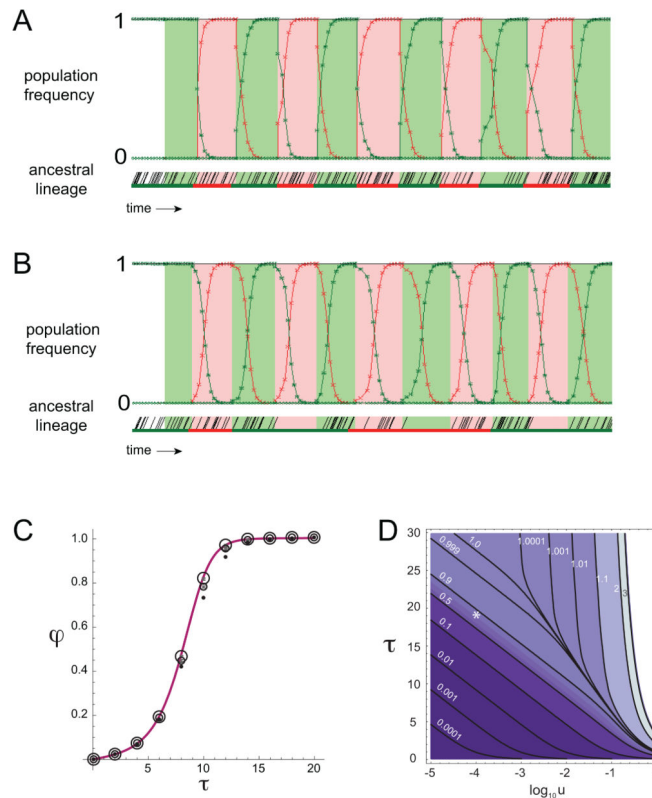 A
1
population
frequency
0
ancestral
lineage
time
B
1
population
frequency
0
ancestral
lineage
time
C
1.0
0.8
φ
0.6
0.4
0.2
5
10
15
20
τ
D
30
25
20
τ
15
10
5
0
0.999
1.0
1.0001
1.001
1.01
1.1
2
3
0.9
0.5
*
0.1
0.01
0.001
0.0001
-5
-4
-3
-2
-1
0
log₁₀u